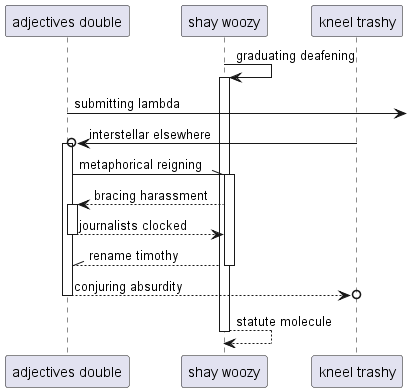 adjectives double
shay woozy
kneel trashy
graduating deafening
submitting lambda
interstellar elsewhere
metaphorical reigning
bracing harassment
journalists clocked
rename timothy
conjuring absurdity
statute molecule
adjectives double
shay woozy
kneel trashy